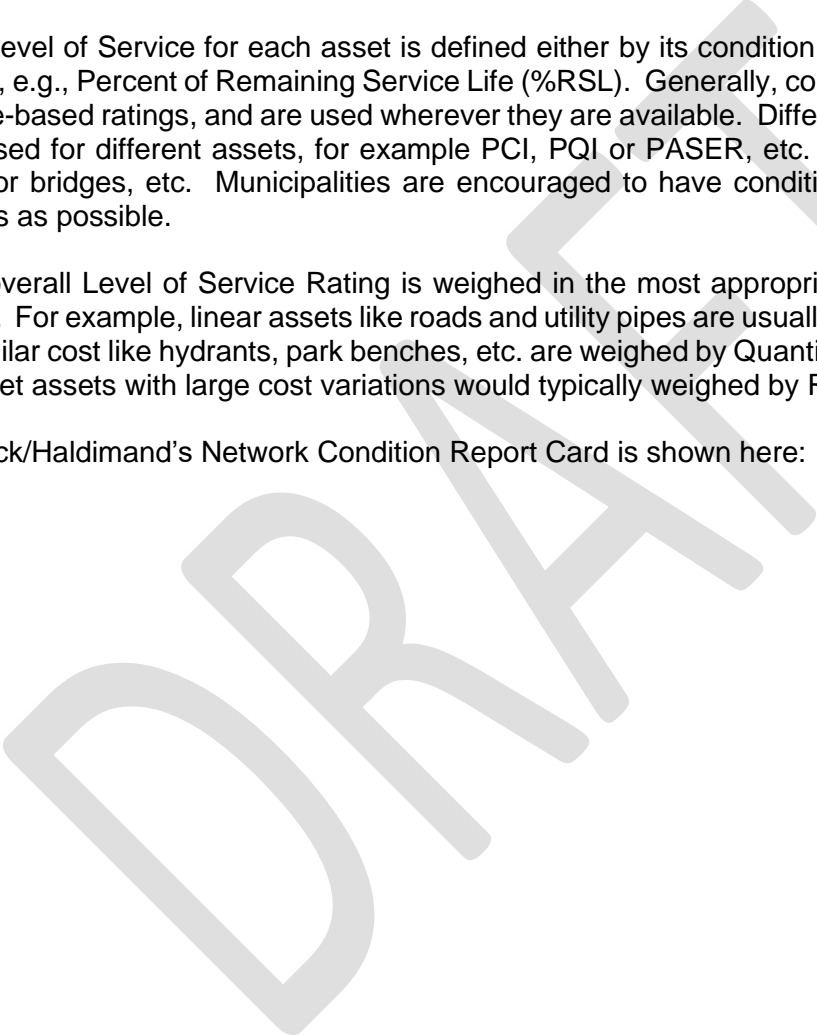 evel of Service for each asset is defined either by its condition
, e.g., Percent of Remaining Service Life (%RSL). Generally, co
e-based ratings, and are used wherever they are available. Diffe
sed for different assets, for example PCI, PQI or PASER, etc.
or bridges, etc. Municipalities are encouraged to have conditi
s as possible.
verall Level of Service Rating is weighed in the most appropri
. For example, linear assets like roads and utility pipes are usuall
ilar cost like hydrants, park benches, etc. are weighed by Quanti
et assets with large cost variations would typically weighed by
ck/Haldimand's Network Condition Report Card is shown here:
DRAFT